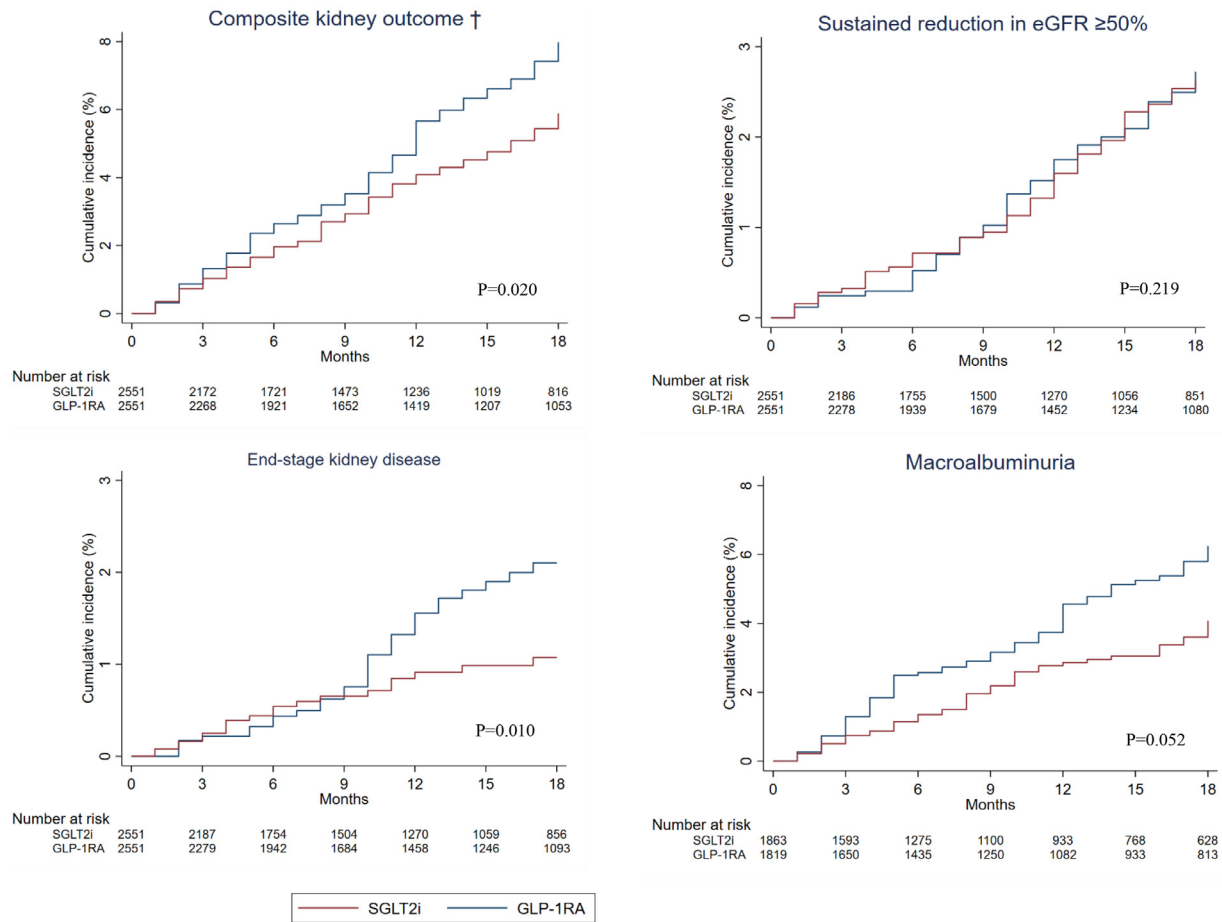 Composite kidney outcome †
Cumulative incidence (%)
8
6
4
2
0
P=0.020
0 3 6 9 12 15 18
Months
Number at risk
SGLT2i 2551 2172 1721 1473 1236 1019 816
GLP-1RA 2551 2268 1921 1652 1419 1207 1053
Sustained reduction in eGFR ≥50%
Cumulative incidence (%)
3
2
1
0
P=0.219
0 3 6 9 12 15 18
Months
Number at risk
SGLT2i 2551 2186 1755 1500 1270 1056 851
GLP-1RA 2551 2278 1939 1679 1452 1234 1080
End-stage kidney disease
Cumulative incidence (%)
3
2
1
0
P=0.010
0 3 6 9 12 15 18
Months
Number at risk
SGLT2i 2551 2187 1754 1504 1270 1059 856
GLP-1RA 2551 2279 1942 1684 1458 1246 1093
Macroalbuminuria
Cumulative incidence (%)
8
6
4
2
0
P=0.052
0 3 6 9 12 15 18
Months
Number at risk
SGLT2i 1863 1593 1275 1100 933 768 628
GLP-1RA 1819 1650 1435 1250 1082 933 813
SGLT2i GLP-1RA